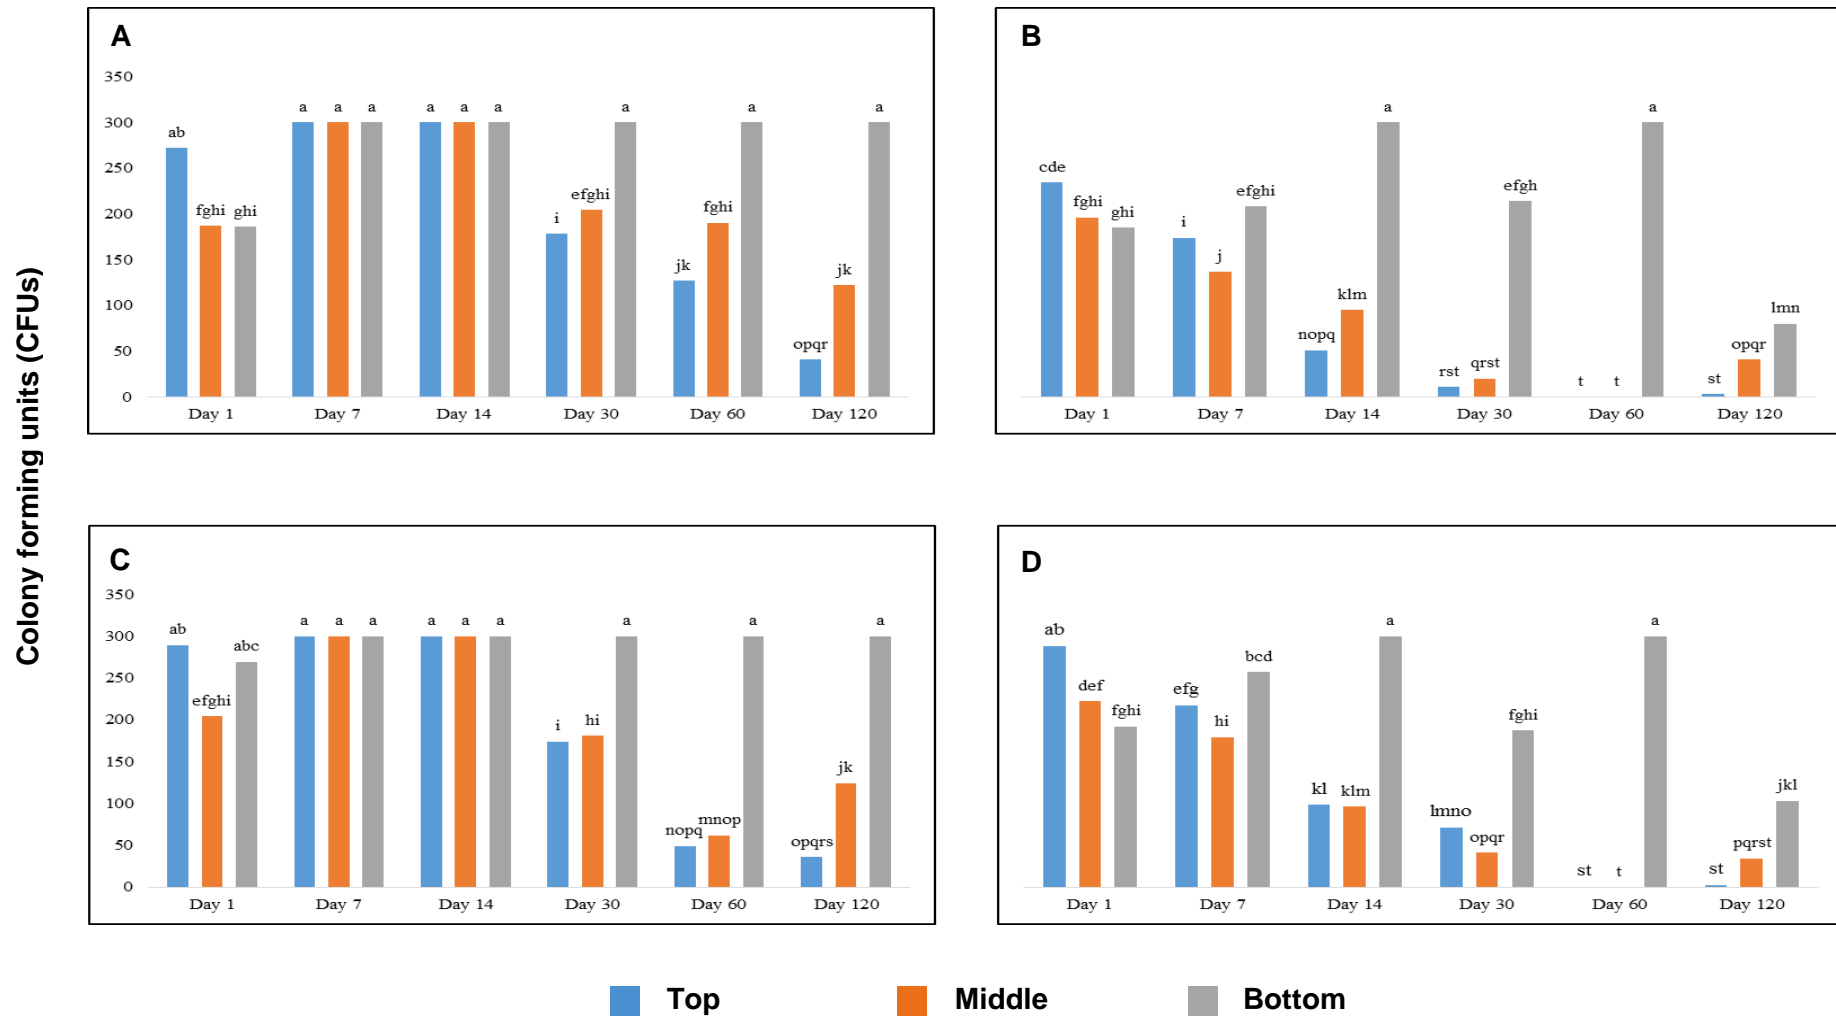 Colony forming units (CFUs)
A
350
300
250
200
150
100
50
0
ab fghi ghi
a a a
a a a
i efghi a
jk fghi a
opqr jk a
Day 1 Day 7 Day 14 Day 30 Day 60 Day 120
B
cde fghi ghi
i j efghi
nopq klm a
rst qrst efgh
t t a
st opqr lmn
Day 1 Day 7 Day 14 Day 30 Day 60 Day 120
C
350
300
250
200
150
100
50
0
ab efghi abc
a a a
a a a
i hi a
nopq mnop a
opqrs jk a
Day 1 Day 7 Day 14 Day 30 Day 60 Day 120
D
ab def fghi
efg hi bcd
kl klm a
lmno opqr fghi
st t a
st pqrst jkl
Day 1 Day 7 Day 14 Day 30 Day 60 Day 120
Top Middle Bottom